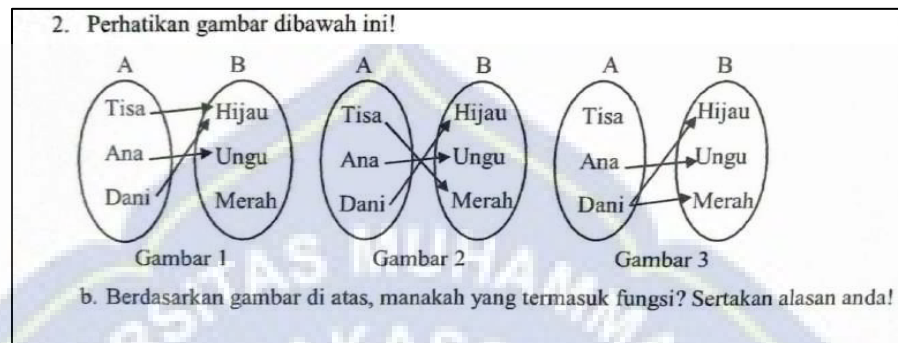 2. Perhatikan gambar dibawah ini!
A B A B A B
Tisa Hijau Tisa Hijau Tisa Hijau
Ana Ungu Ana Ungu Ana Ungu
Dani Merah Dani Merah Dani Merah
Gambar 1 Gambar 2 Gambar 3
b. Berdasarkan gambar di atas, manakah yang termasuk fungsi? Sertakan alasan anda!